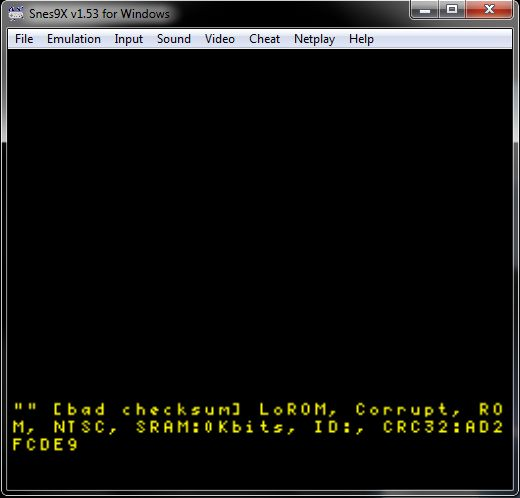 Snes9X v1.53 for Windows
File Emulation Input Sound Video Cheat Netplay Help
"" [bad checksum] LoROM, Corrupt, RO
M, NTSC, SRAM:0Kbits, ID:, CRC32:AD2
FCDE9